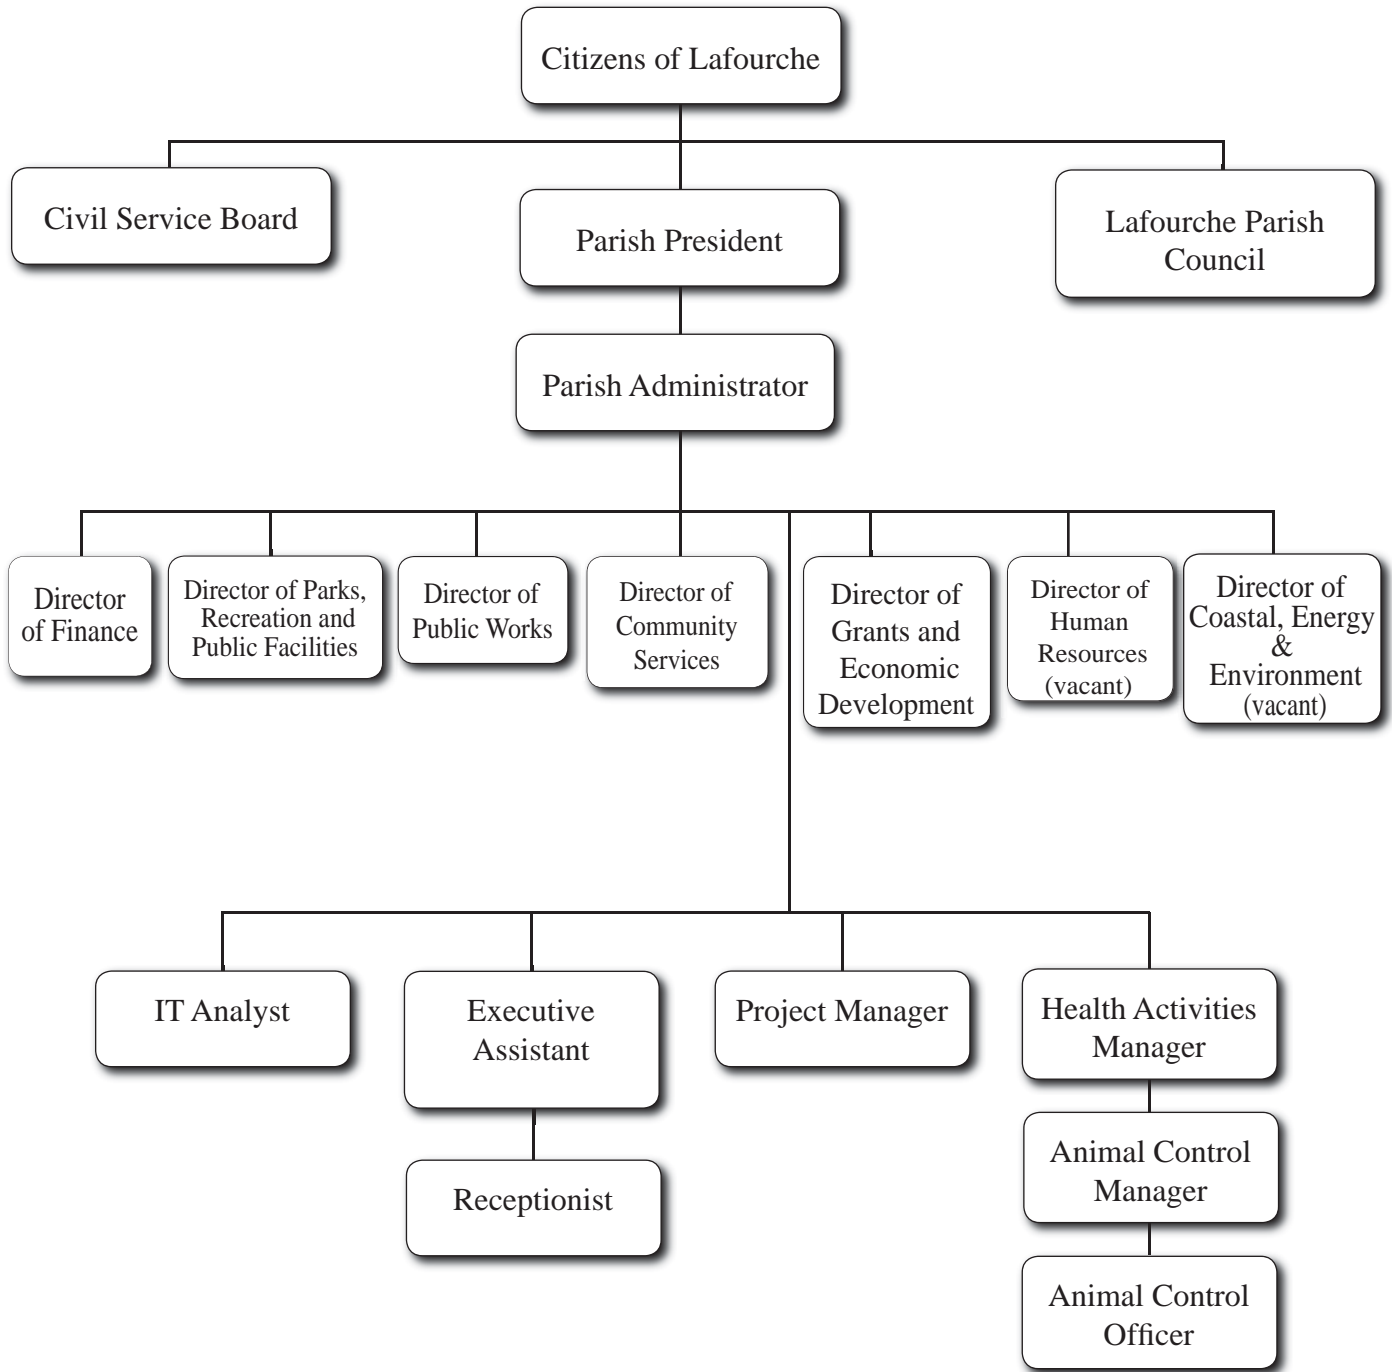 Citizens of Lafourche
Civil Service Board
Parish President
Lafourche Parish
Council
Parish Administrator
Director
of Finance
Director of Parks,
Recreation and
Public Facilities
Director of
Public Works
Director of
Community
Services
Director of
Grants and
Economic
Development
Director of
Human
Resources
(vacant)
Director of
Coastal, Energy
&
Environment
(vacant)
IT Analyst
Executive
Assistant
Project Manager
Health Activities
Manager
Receptionist
Animal Control
Manager
Animal Control
Officer